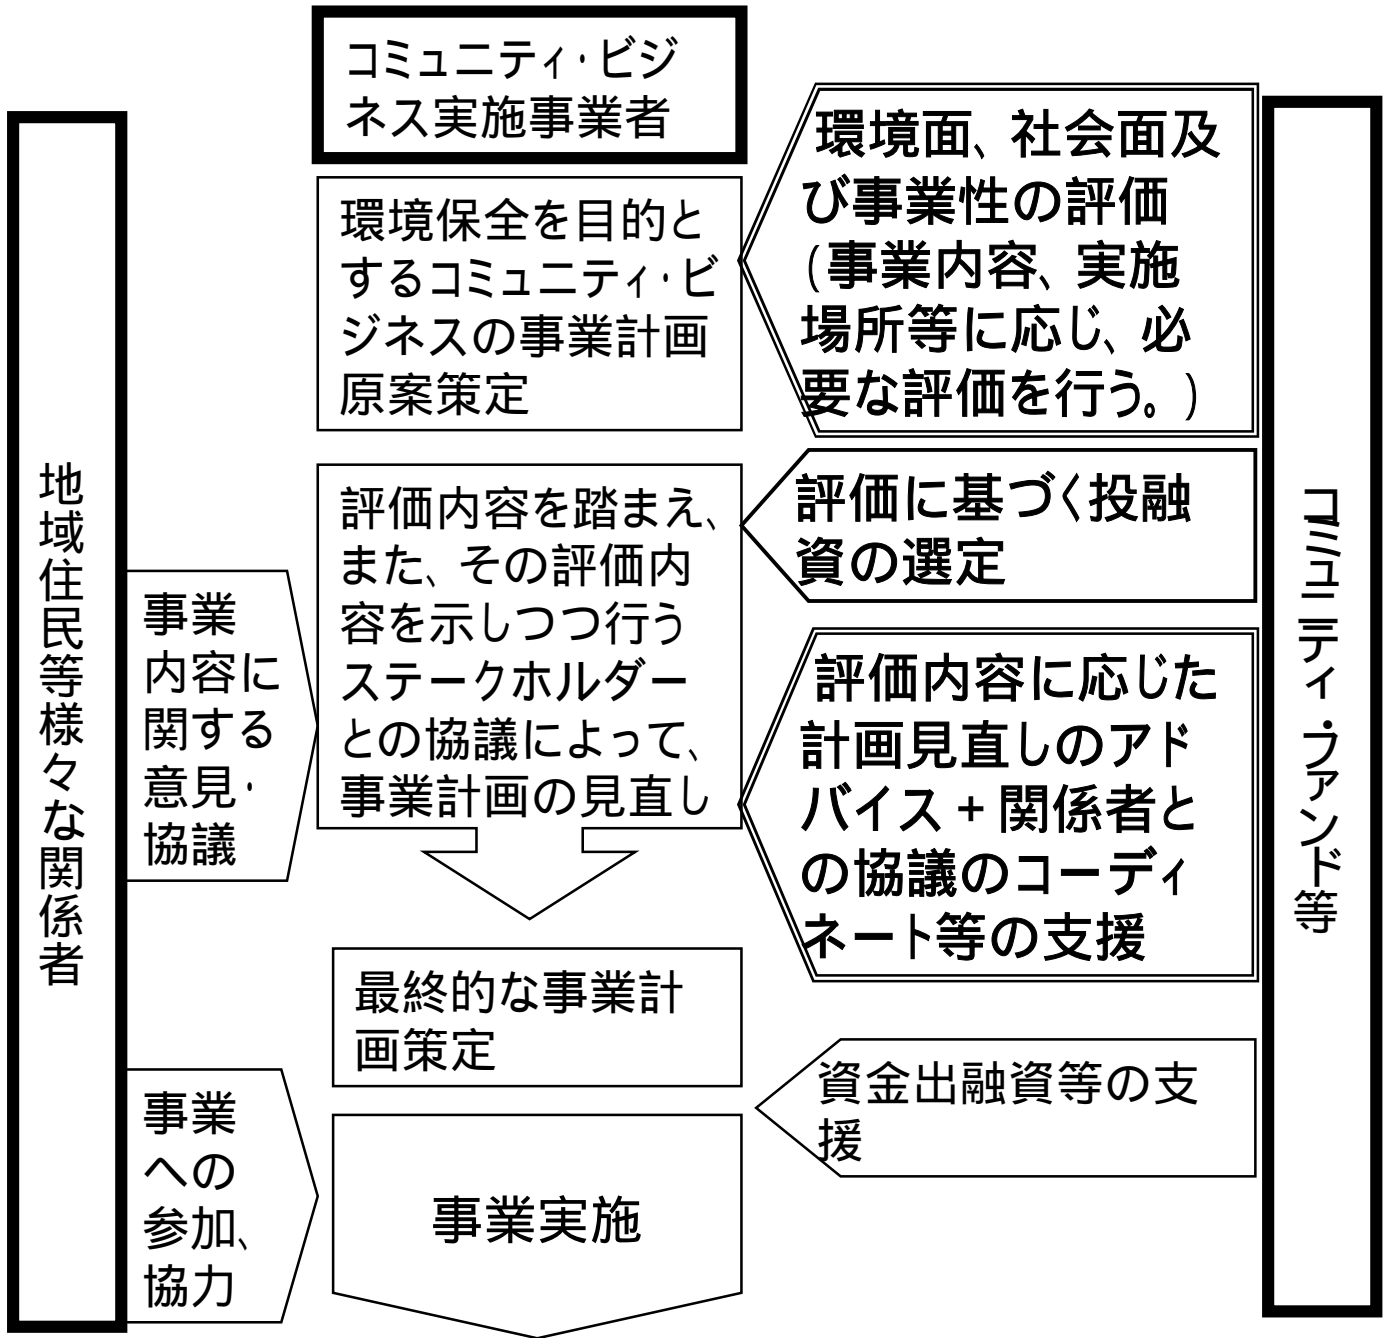 コミュニティ・ビジ
ネス実施事業者
環境保全を目的と
するコミュニティ・ビ
ジネスの事業計画
原案策定
環境面、社会面及
び事業性の評価
(事業内容、実施
場所等に応じ、必
要な評価を行う。)
評価内容を踏まえ、
また、その評価内
容を示しつつ行う
ステークホルダー
との協議によって、
事業計画の見直し
評価に基づく投融
資の選定
評価内容に応じた
計画見直しのアド
バイス+関係者と
の協議のコーディ
ネート等の支援
地域住民等様々な関係者
事業
内容に
関する
意見・
協議
コミュニティ・ファンド等
最終的な事業計
画策定
資金出融資等の支
援
事業
への
参加、
協力
事業実施